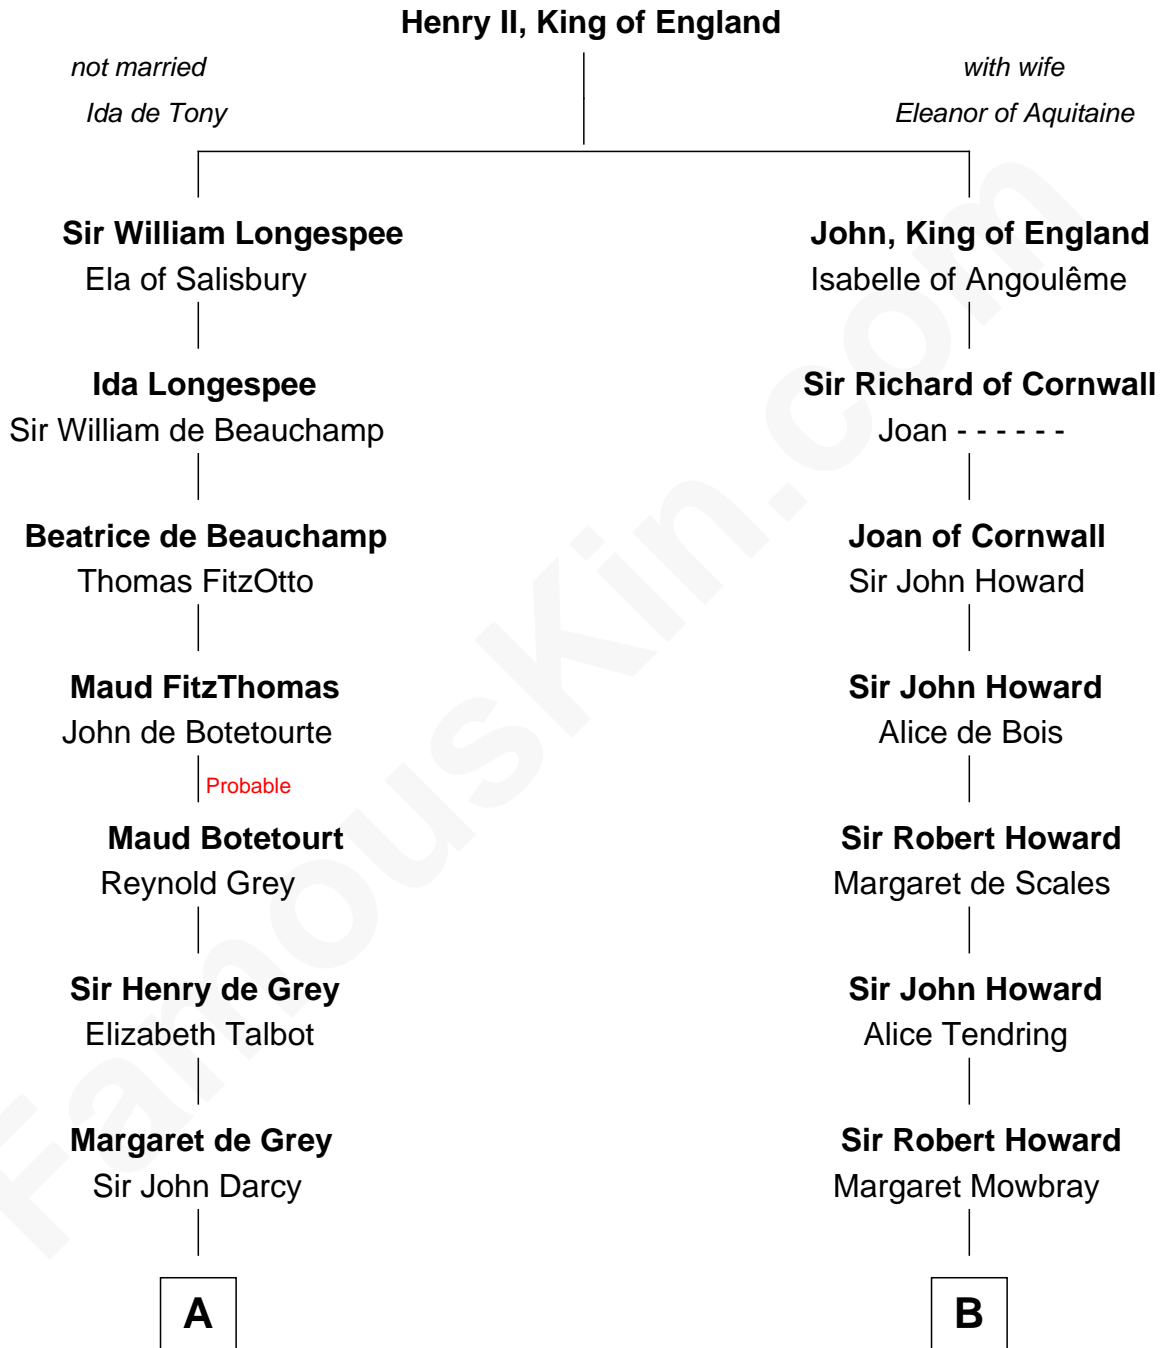 Henry II, King of England
not married
Ida de Tony
with wife
Eleanor of Aquitaine
Sir William Longespee
Ela of Salisbury
John, King of England
Isabelle of Angoulême
Ida Longespee
Sir William de Beauchamp
Sir Richard of Cornwall
Joan - - - - - -
Beatrice de Beauchamp
Thomas FitzOtto
Joan of Cornwall
Sir John Howard
Maud FitzThomas
John de Botetourte
Sir John Howard
Alice de Bois
Probable
Maud Botetourt
Reynold Grey
Sir Robert Howard
Margaret de Scales
Sir Henry de Grey
Elizabeth Talbot
Sir John Howard
Alice Tendring
Margaret de Grey
Sir John Darcy
Sir Robert Howard
Margaret Mowbray
A
B
FamousKin.com